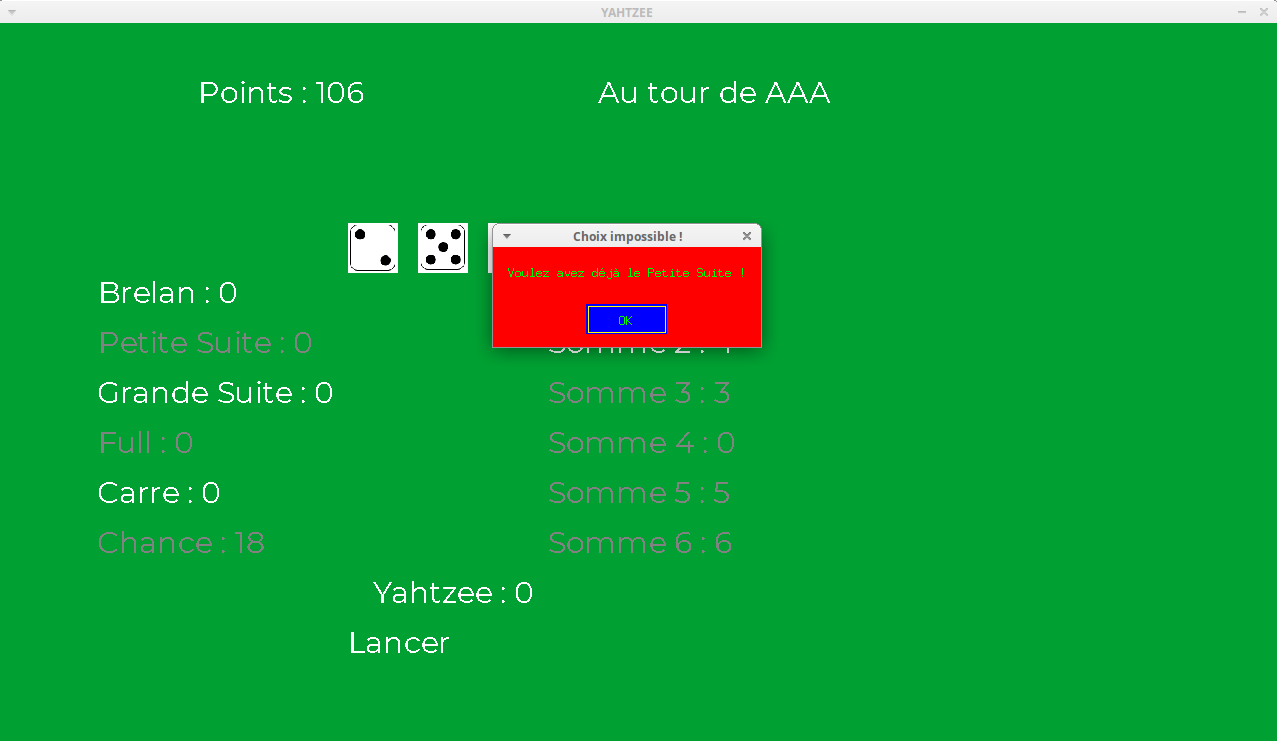 YAHTZEE
Points : 106
Au tour de AAA
Choix impossible !
Voulez avez déjà le Petite Suite !
OK
Brelan : 0
Petite Suite : 0
Somme 2 :
Grande Suite : 0
Somme 3 : 3
Full : 0
Somme 4 : 0
Carre : 0
Somme 5 : 5
Chance : 18
Somme 6 : 6
Yahtzee : 0
Lancer